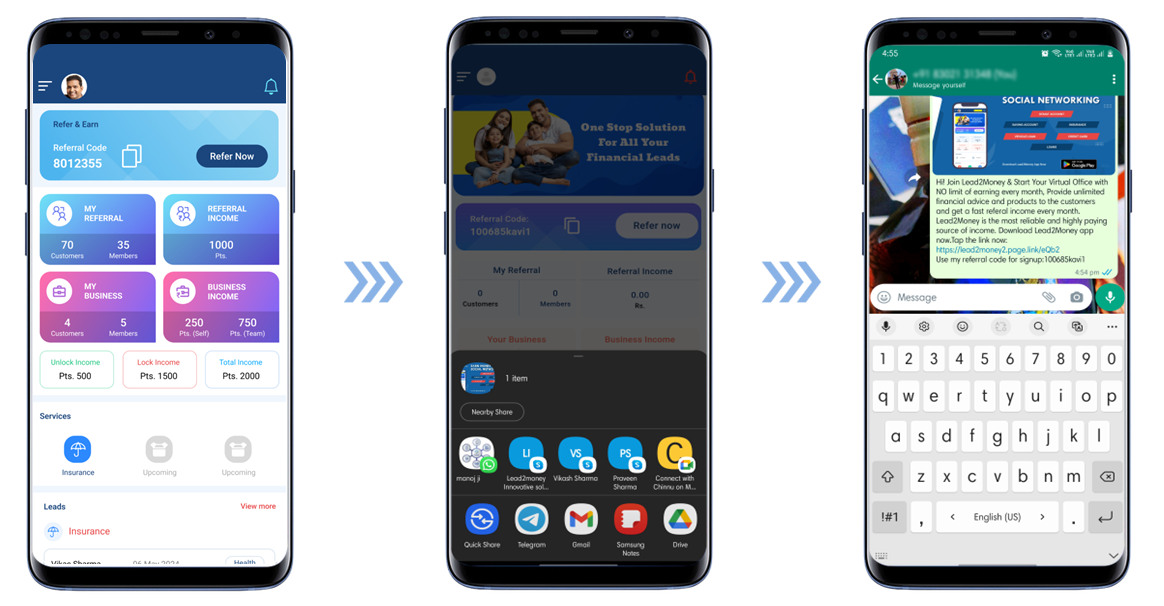 Refer & Earn
Referral Code
8012355
Refer Now
MY
REFERRAL
70
35
Customers
Members
REFERRAL
INCOME
1000
Pts.
MY
BUSINESS
4
5
Customers
Members
BUSINESS
INCOME
250
750
Pts. (Self)
Pts. (Team)
Unlock Income
Pts. 500
Lock Income
Pts. 1500
Total Income
Pts. 2000
Services
Insurance
Upcoming
Upcoming
Leads
View more
Insurance
Vikas Sharma
06 May 2024
Health
One Stop Solution
For All Your
Financial Leads
Referral Code:
100685kavi1
Refer now
My Referral
0
0
Customers
Members
Referral Income
0.00
Rs.
Your Business
Business Income
1 item
Nearby Share
manoj ji
LI
Lead2money
Innovative sol...
VS
Vikash Sharma
PS
Praveen
Sharma
C
Connect with
Chinnu on M...
Quick Share
Telegram
Gmail
Samsung
Notes
Drive
4:55
+91 83021 31348 (You)
Message yourself
SOCIAL NETWORKING
Google Play
Hi! Join Lead2Money & Start Your Virtual Office with
NO limit of earning every month, Provide unlimited
financial advice and products to the customers
and get a fast referal income every month,
Lead2Money is the most reliable and highly paying
source of income. Download Lead2Money app
now.Tap the link now:
https://lead2money2.page.link/eQb2
Use my referral code for signup:100685kavi1
4:54 pm
Message
1 2 3 4 5 6 7 8 9 0
q w e r t y u i o p
a s d f g h j k l
z x c v b n m
!#1 , < English (US) > .